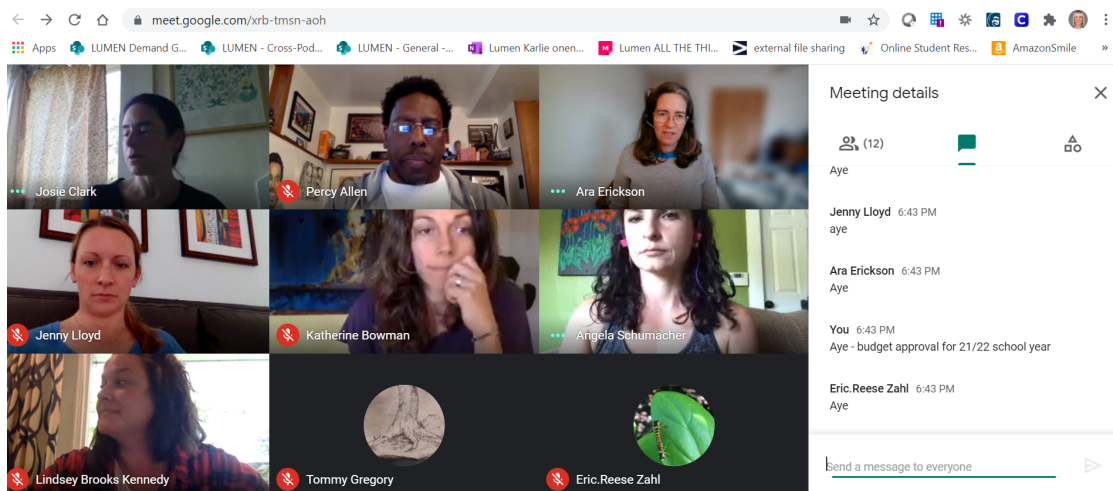 meet.google.com/xrb-tmsn-aoh
Apps LUMEN Demand G... LUMEN - Cross-Pod... LUMEN - General -... Lumen Karlie onen... Lumen ALL THE THI... external file sharing Online Student Res... AmazonSmile »
Meeting details
(12)
Aye
Jenny Lloyd 6:43 PM
aye
Ara Erickson 6:43 PM
Aye
You 6:43 PM
Aye - budget approval for 21/22 school year
Eric.Reese Zahl 6:43 PM
Aye
Send a message to everyone
Josie Clark
Percy Allen
Ara Erickson
Jenny Lloyd
Katherine Bowman
Angela Schumacher
Lindsey Brooks Kennedy
Tommy Gregory
Eric.Reese Zahl